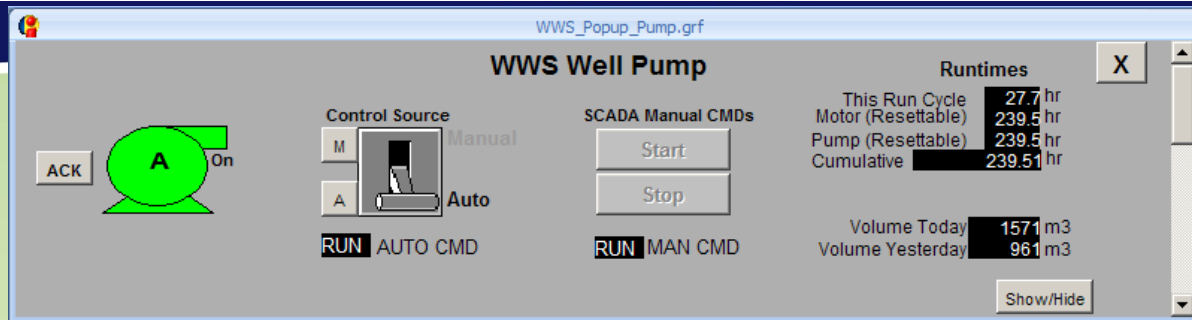 WWS_Popup_Pump.grf
WWS Well Pump
X
Runtimes
This Run Cycle 27.7 hr
Motor (Resettable) 239.5 hr
Pump (Resettable) 239.5 hr
Cumulative 239.51 hr
Control Source
SCADA Manual CMDs
ACK
A
On
M
Manual
A
Auto
Start
Stop
RUN AUTO CMD
RUN MAN CMD
Volume Today 1571 m3
Volume Yesterday 961 m3
Show/Hide